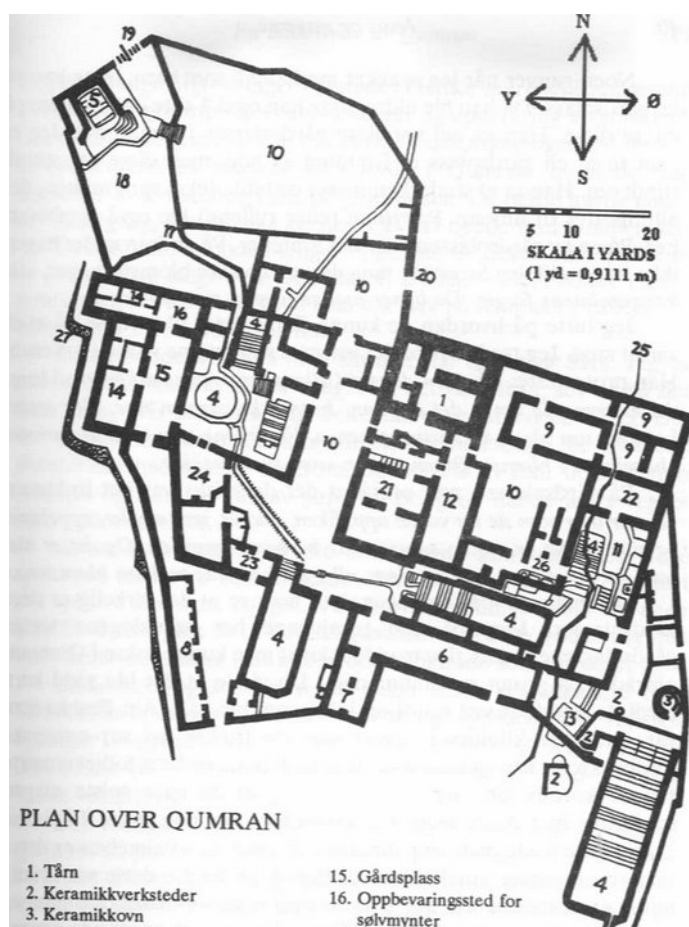 N
19
V Ø
5
10
18
S
5 10 20
SKALA I YARDS
(1 yd = 0,9111 m)
17
20
10
25
14 16 4
27
1
9 9
15 4
14
9
10
22
21 12 10
24
4 11
26
23
4
4 6
8
7
2 3
13
2
2
4
PLAN OVER QUMRAN
1. Tårn
2. Keramikkverksteder
3. Keramikkovn
15. Gårdsplass
16. Oppbevaringssted for
sølvmynter